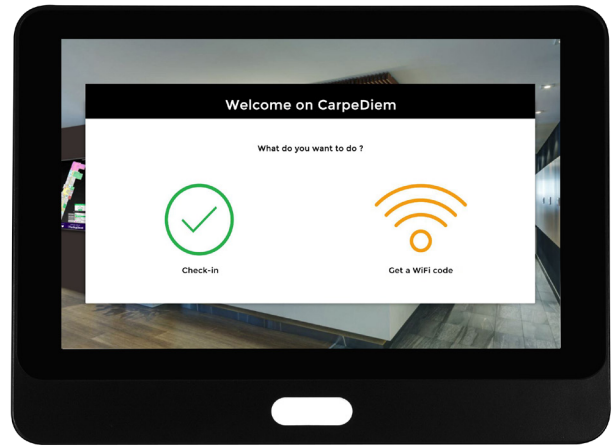 Welcome on CarpeDiem
What do you want to do ?
Check-in
Get a WiFi code